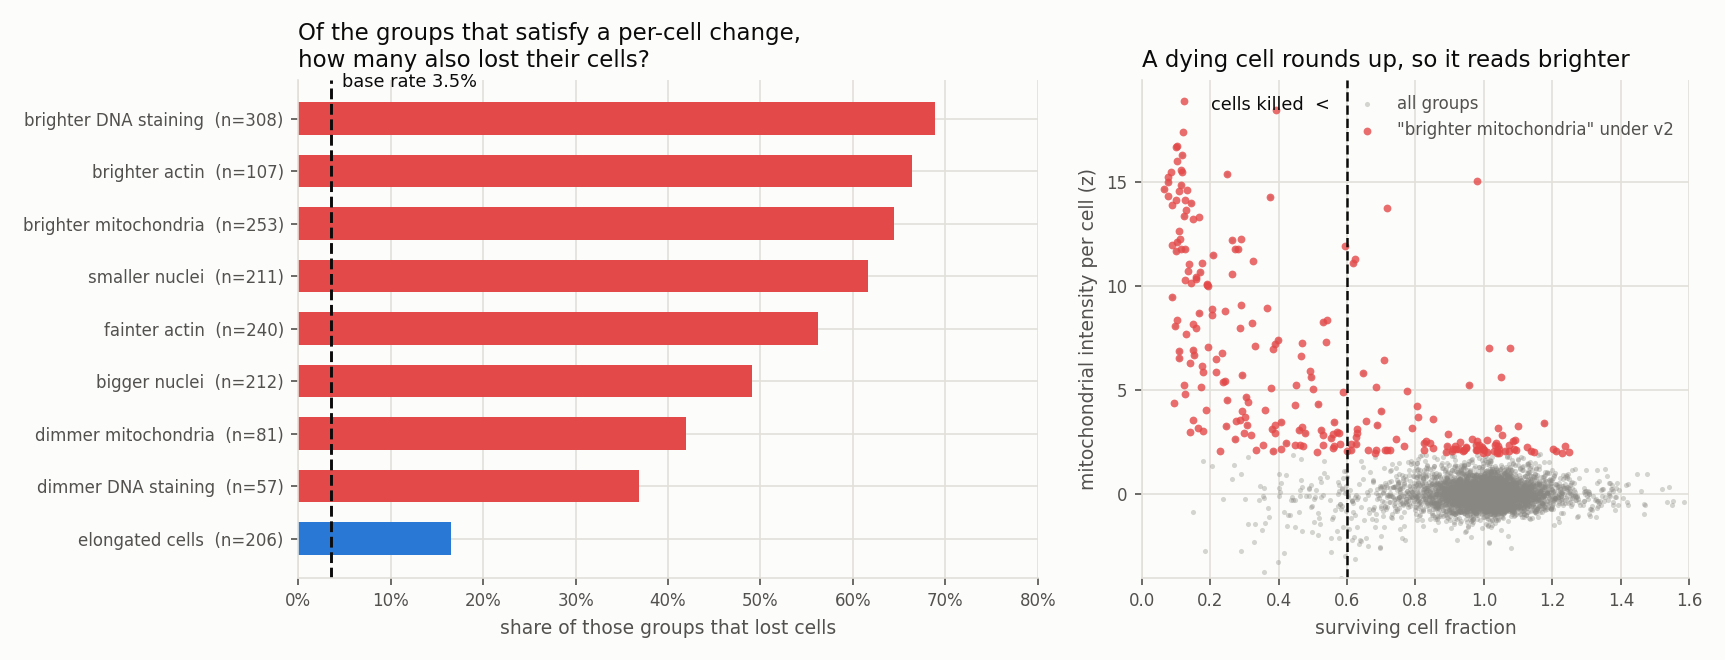 Of the groups that satisfy a per-cell change,
how many also lost their cells?
base rate 3.5%
brighter DNA staining (n=308)
brighter actin (n=107)
brighter mitochondria (n=253)
smaller nuclei (n=211)
fainter actin (n=240)
bigger nuclei (n=212)
dimmer mitochondria (n=81)
dimmer DNA staining (n=57)
elongated cells (n=206)
0% 10% 20% 30% 40% 50% 60% 70% 80%
share of those groups that lost cells
A dying cell rounds up, so it reads brighter
cells killed <
all groups
"brighter mitochondria" under v2
mitochondrial intensity per cell (z)
15
10
5
0
0.0 0.2 0.4 0.6 0.8 1.0 1.2 1.4 1.6
surviving cell fraction